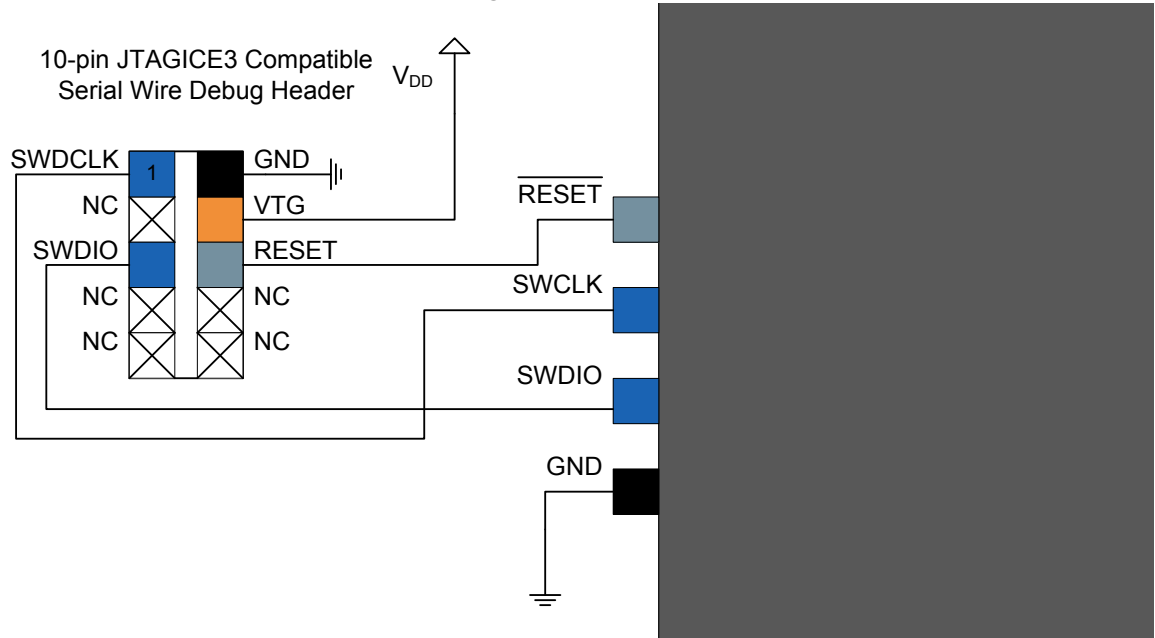 10-pin JTAGICE3 Compatible
Serial Wire Debug Header
VDD
SWDCLK
1
GND
NC
VTG
SWDIO
RESET
NC
NC
NC
NC
RESET
SWCLK
SWDIO
GND